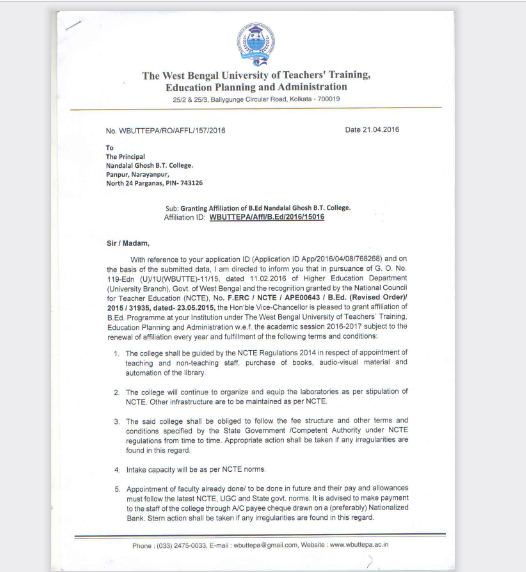 The West Bengal University of Teachers' Training,
Education Planning and Administration
25/2 & 25/3, Ballygunge Circular Road, Kolkata - 700019
No. WBUTTEPA/RO/AFFL/157/2016 Date 21.04.2016
To
The Principal
Nandalal Ghosh B.T. College.
Panpur, Narayanpur,
North 24 Parganas, PIN- 743126
Sub: Granting Affiliation of B.Ed Nandalal Ghosh B.T. College.
Affiliation ID: WBUTTEPA/Affl/B.Ed/2016/15016
Sir / Madam,
With reference to your application ID (Application ID App/2016/04/08/768268) and on
the basis of the submitted data, I am directed to inform you that in pursuance of G. O. No.
119-Edn (U)/1U(WBUTTE)-11/15, dated 11.02.2016 of Higher Education Department
(University Branch), Govt. of West Bengal and the recognition granted by the National Council
for Teacher Education (NCTE), No. F.ERC / NCTE / APE00643 / B.Ed. (Revised Order)/
2015 / 31935, dated- 23.05.2015, the Hon'ble Vice-Chancellor is pleased to grant affiliation of
B.Ed. Programme at your Institution under The West Bengal University of Teachers' Training,
Education Planning and Administration w.e.f. the academic session 2016-2017 subject to the
renewal of affiliation every year and fulfillment of the following terms and conditions:
1. The college shall be guided by the NCTE Regulations 2014 in respect of appointment
of teaching and non-teaching staff, purchase of books, audio-visual material and
automation of the library.
2. The college will continue to organize and equip the laboratories as per stipulation of
NCTE. Other infrastructure are to be maintained as per NCTE.
3. The said college shall be obliged to follow the fee structure and other terms and
conditions specified by the State Government /Competent Authority under NCTE
regulations from time to time. Appropriate action shall be taken if any irregularities are
found in this regard.
4. Intake capacity will be as per NCTE norms.
5. Appointment of faculty already done/ to be done in future and their pay and allowances
must follow the latest NCTE, UGC and State govt. norms. It is advised to make payment
to the staff of the college through A/C payee cheque drawn on a (preferably) Nationalized
Bank. Stern action shall be taken if any irregularities are found in this regard.
Phone : (033) 2475-0033, E-mail : wbuttepa@gmail.com, Website : www.wbuttepa.ac.in